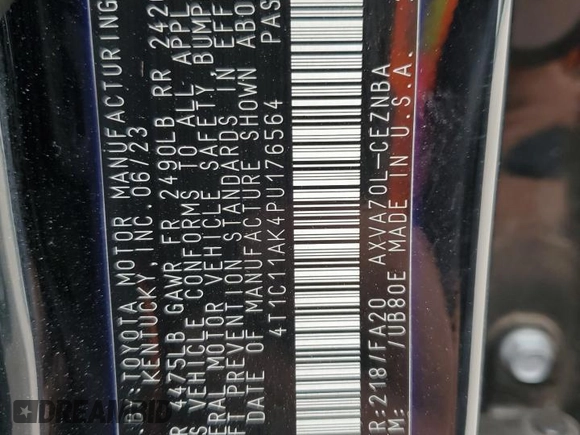 TOYOTA MOTOR MANUFACTURING
KENTUCKY INC. 06/23
4475LB GAWR FR 2490LB RR 242
S VEHICLE CONFORMS TO ALL APPL
ERAL MOTOR VEHICLE SAFETY BUMP
FT PREVENTION STANDARDS IN EFF
DATE OF MANUFACTURE SHOWN ABO
4T1C11AK4PU176564 PAS
R: 218/FA20 AXVA70L-CEZNBA
M: /UB80E MADE IN U.S.A.
DREAMBID